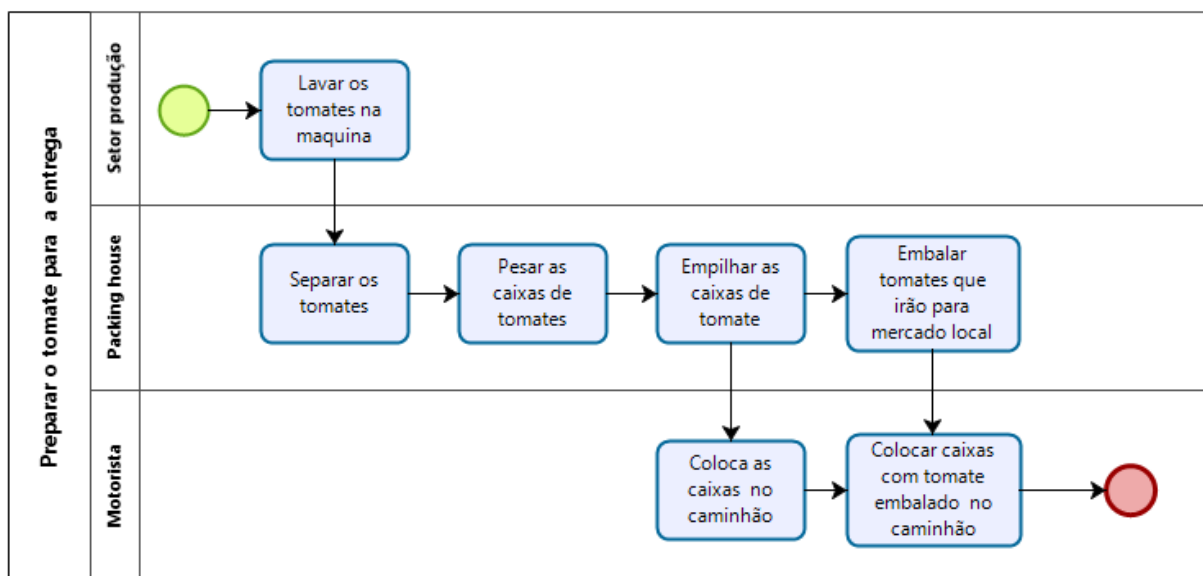 Preparar o tomate para  a entrega
Setor produção
Lavar os
tomates na
maquina
Packing house
Separar os
tomates
Pesar as
caixas de
tomates
Empilhar as
caixas de
tomate
Embalar
tomates que
irão para
mercado local
Motorista
Coloca as
caixas  no
caminhão
Colocar caixas
com tomate
embalado  no
caminhão